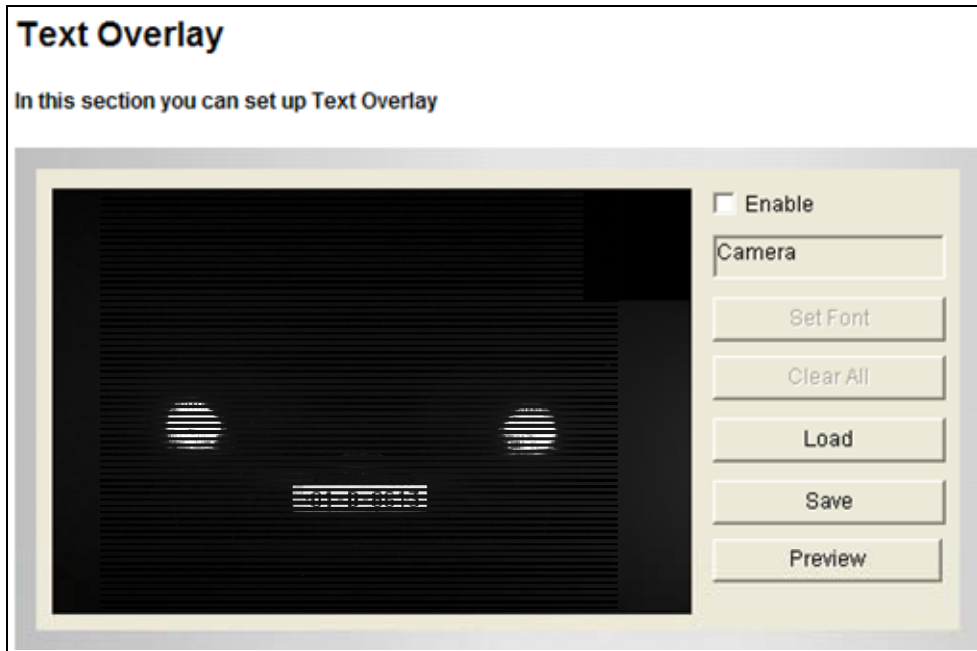 Text Overlay
In this section you can set up Text Overlay
Enable
Camera
Set Font
Clear All
Load
Save
Preview